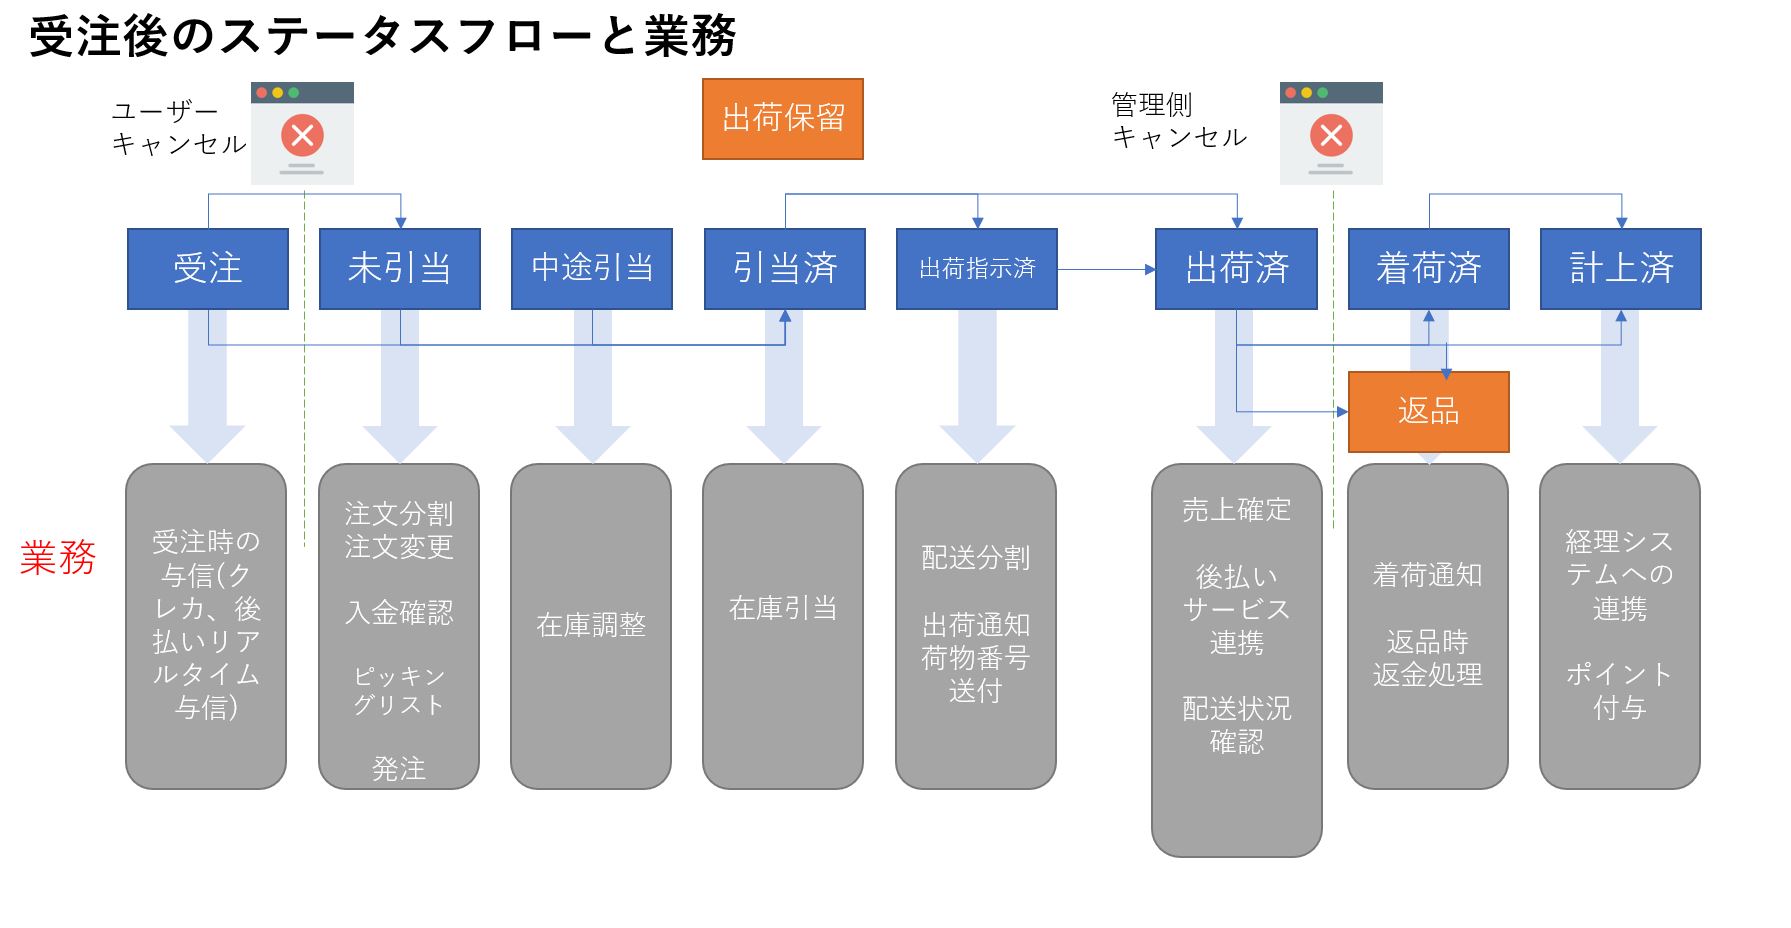 受注後のステータスフローと業務
ユーザー
キャンセル
出荷保留
管理側
キャンセル
受注
未引当
中途引当
引当済
出荷指示済
出荷済
着荷済
計上済
返品
業務
受注時の
与信(ク
レカ、後
払いリア
ルタイム
与信)
注文分割
注文変更
入金確認
ピッキン
グリスト
発注
在庫調整
在庫引当
配送分割
出荷通知
荷物番号
送付
売上確定
後払い
サービス
連携
配送状況
確認
着荷通知
返品時
返金処理
経理シス
テムへの
連携
ポイント
付与